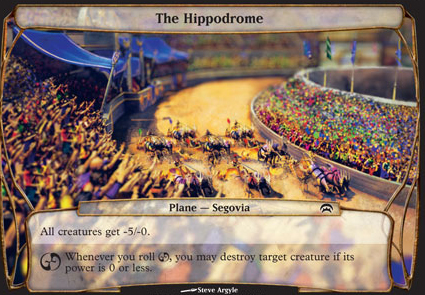 The Hippodrome
Plane — Segovia
All creatures get -5/-0.
Whenever you roll , you may destroy target creature if its
power is 0 or less.
Steve Argyle